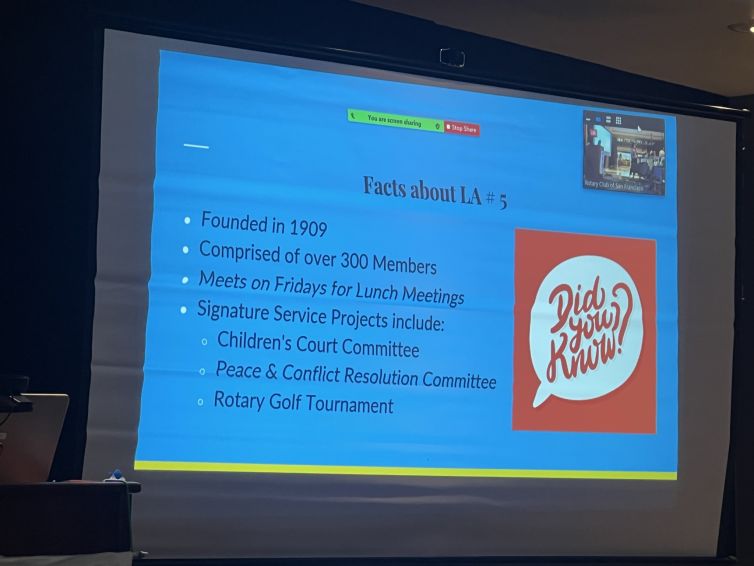 You are screen sharing
Stop Share
Rotary Club of San Francisco
Facts about LA # 5
• Founded in 1909
• Comprised of over 300 Members
• Meets on Fridays for Lunch Meetings
• Signature Service Projects include:
○ Children's Court Committee
○ Peace & Conflict Resolution Committee
○ Rotary Golf Tournament
Did
you
Know?